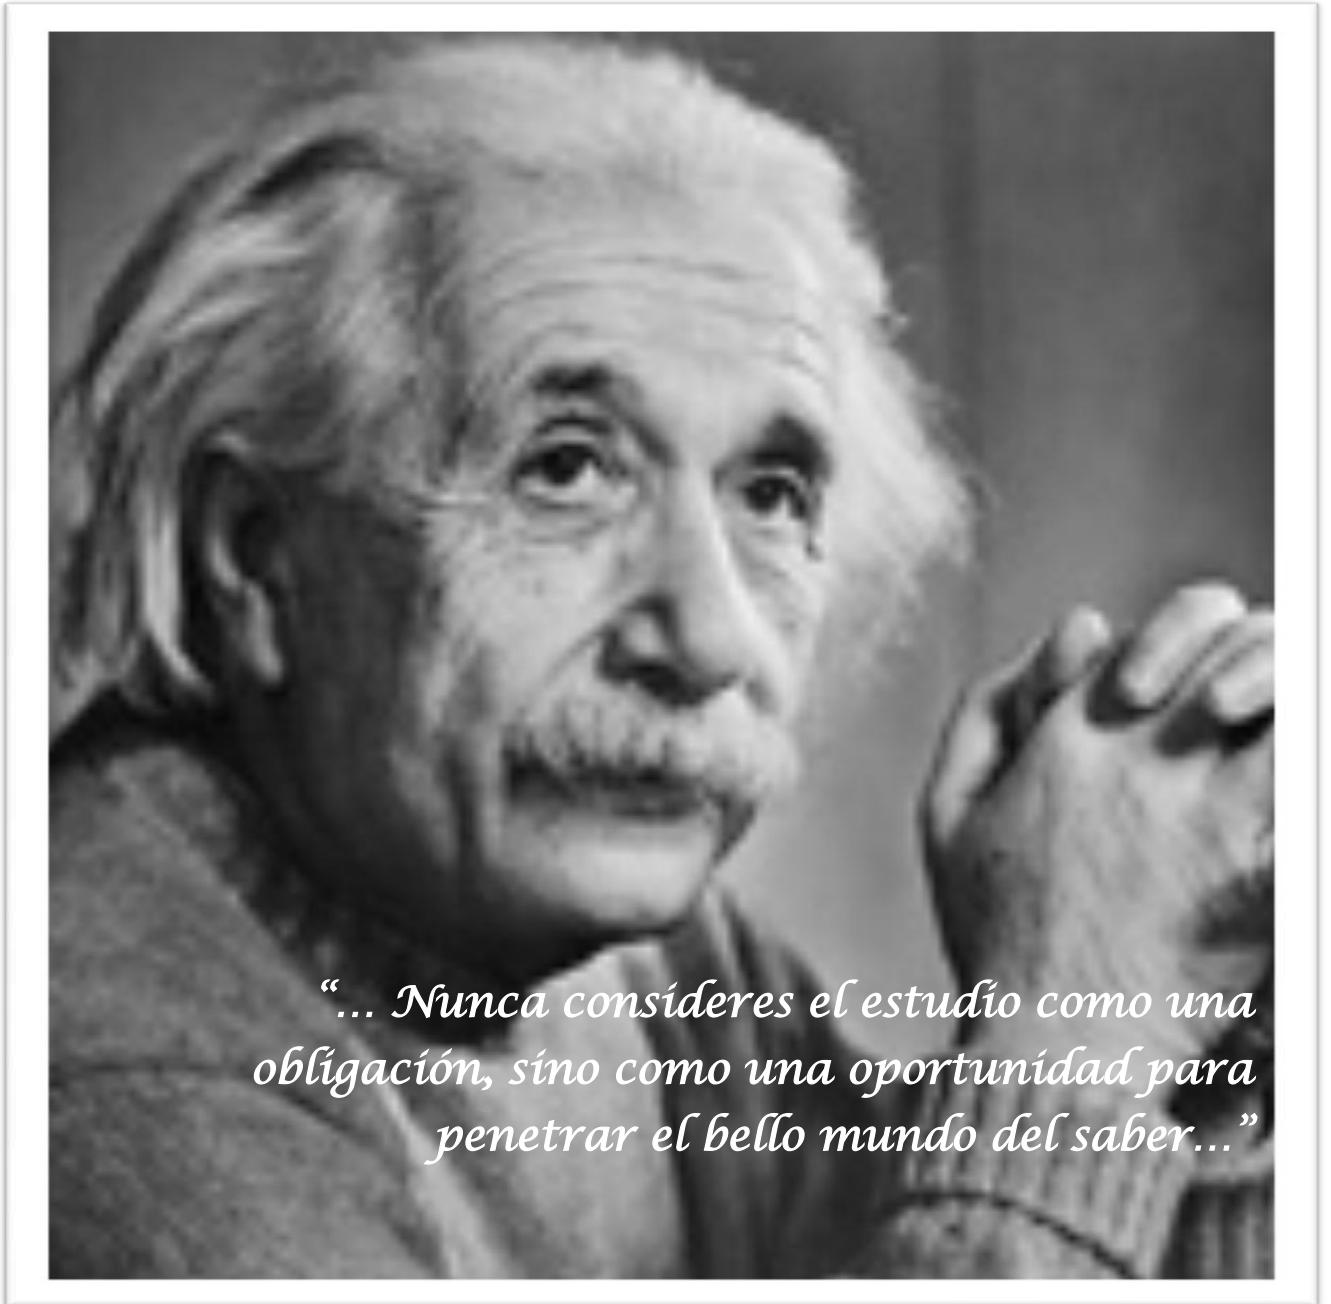 “... Nunca consideres el estudio como una
obligación, sino como una oportunidad para
penetrar el bello mundo del saber...”